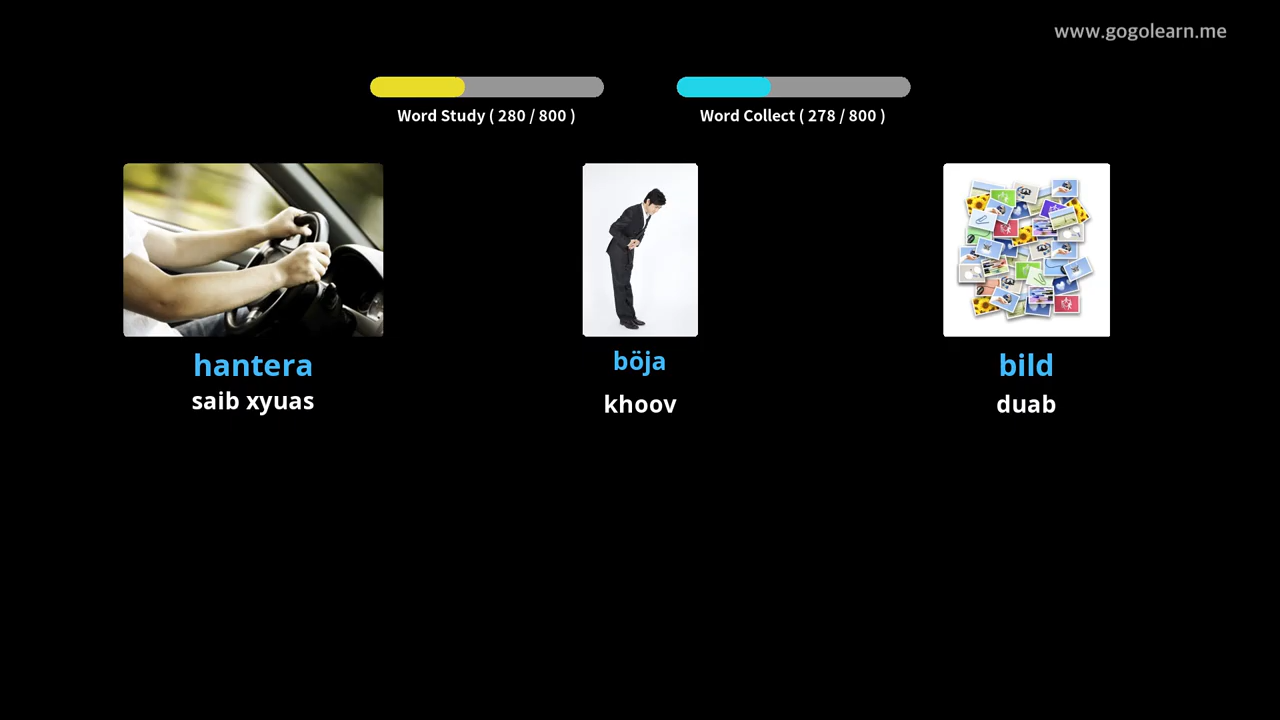 www.gogolearn.me
Word Study ( 280 / 800 )
Word Collect ( 278 / 800 )
hantera
saib xyuas
böja
khoov
bild
duab